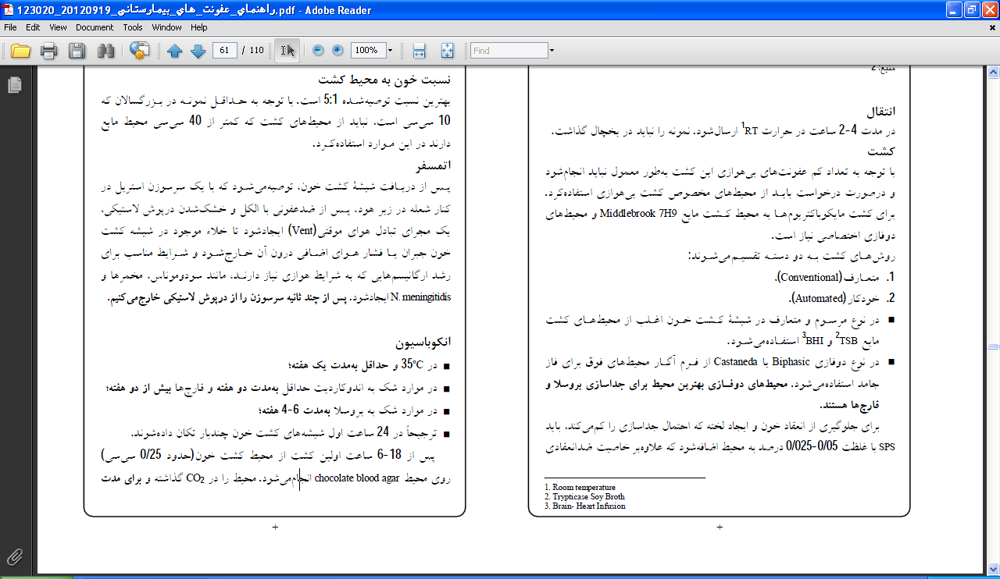 123020_20120919_راهنماي_عفونت_هاي_بيمارستاني.pdf - Adobe Reader
File Edit View Document Tools Window Help
61 / 110 100% Find
منبع: 2
انتقال
در مدت 4-2 ساعت در حرارت RT1 ارسال‌شود. نمونه را نباید در یخچال گذاشت.
کشت
با توجه به تعداد کم عفونت‌های بی‌هوازی این کشت به‌طور معمول نباید انجام‌شود
و درصورت درخواست باید از محیط‌های مخصوص کشت بی‌هوازی استفاده‌کرد.
برای کشت مایکوباکتریوم‌ها به محیط کشت مایع Middlebrook 7H9 و محیط‌های
دوفازی اختصاصی نیاز است.
روش‌های کشت به دو دسته تقسیم‌می‌شوند:
1. متعارف(Conventional).
2. خودکار(Automated).
■ در نوع مرسوم و متعارف در شیشهٔ کشت خون اغلب از محیط‌های کشت
مایع TSB2 و BHI3 استفاده‌می‌شود.
■ در نوع دوفازی Biphasic یا Castaneda از فرم آگار محیط‌های فوق برای فاز
جامد استفاده‌می‌شود. محیط‌های دوفازی بهترین محیط برای جداسازی بروسلا و
قارچ‌ها هستند.
برای جلوگیری از انعقاد خون و ایجاد لخته که احتمال جداسازی را کم‌می‌کند، باید
SPS با غلظت 0/05-0/025 درصد به محیط اضافه‌شود که علاوه‌بر خاصیت ضدانعقادی
1. Room temperature
2. Trypticase Soy Broth
3. Brain- Heart Infusion
+
نسبت خون به محیط کشت
بهترین نسبت توصیه‌شده 5:1 است. با توجه به حداقل نمونه در بزرگسالان که
10 سی‌سی است، نباید از محیط‌های کشت که کمتر از 40 سی‌سی محیط مایع
دارند در این موارد استفاده‌کرد.
اتمسفر
پس از دریافت شیشهٔ کشت خون، توصیه‌می‌شود که با یک سرسوزن استریل در
کنار شعله در زیر هود، پس از ضدعفونی با الکل و خشک‌شدن درپوش لاستیکی،
یک مجرای تبادل هوای موقتی(Vent) ایجادشود تا خلاء موجود در شیشه کشت
خون جبران یا فشار هوای اضافی درون آن خارج‌شود و شرایط مناسب برای
رشد ارگانیسم‌هایی که به شرایط هوازی نیاز دارند، مانند سودوموناس، مخمرها و
N. meningitidis ایجادشود. پس از چند ثانیه سرسوزن را از درپوش لاستیکی خارج‌می‌کنیم.
انکوباسیون
■ در 35°C و حداقل به‌مدت یک هفته؛
■ در موارد شک به اندوکاردیت حداقل به‌مدت دو هفته و قارچ‌ها بیش از دو هفته؛
■ در موارد شک به بروسلا به‌مدت 6-4 هفته؛
■ ترجیحاً در 24 ساعت اول شیشه‌های کشت خون چندبار تکان داده‌شوند.
پس از 18-6 ساعت اولین کشت از محیط کشت خون(حدود 0/25 سی‌سی)
روی محیط chocolate blood agar انجام‌می‌شود. محیط را در CO2 گذاشته و برای مدت
+